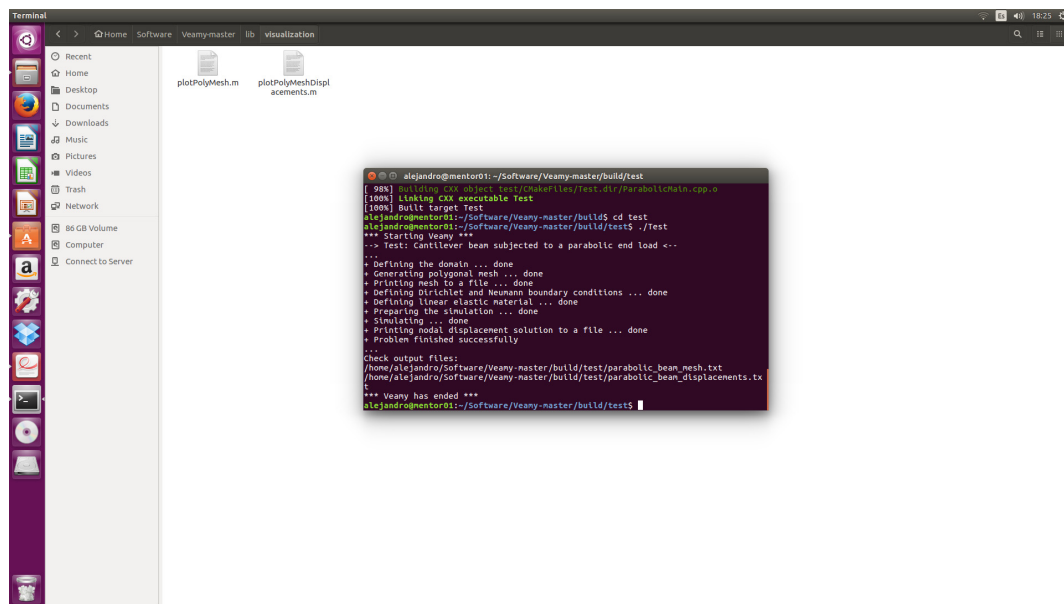 Terminal
Es 18:25
Home Software Veamy-master lib visualization
Recent
Home
Desktop
Documents
Downloads
Music
Pictures
Videos
Trash
Network
86 GB Volume
Computer
Connect to Server
plotPolyMesh.m
plotPolyMeshDispl
acements.m
alejandro@mentor01: ~/Software/Veamy-master/build/test
[ 98%] Building CXX object test/CMakeFiles/Test.dir/ParabolicMain.cpp.o
[100%] Linking CXX executable Test
[100%] Built target Test
alejandro@mentor01:~/Software/Veamy-master/build$ cd test
alejandro@mentor01:~/Software/Veamy-master/build/test$ ./Test
*** Starting Veamy ***
--> Test: Cantilever beam subjected to a parabolic end load <--
...
+ Defining the domain ... done
+ Generating polygonal mesh ... done
+ Printing mesh to a file ... done
+ Defining Dirichlet and Neumann boundary conditions ... done
+ Defining linear elastic material ... done
+ Preparing the simulation ... done
+ Simulating ... done
+ Printing nodal displacement solution to a file ... done
+ Problem finished successfully
...
Check output files:
/home/alejandro/Software/Veamy-master/build/test/parabolic_beam_mesh.txt
/home/alejandro/Software/Veamy-master/build/test/parabolic_beam_displacements.tx
t
*** Veamy has ended ***
alejandro@mentor01:~/Software/Veamy-master/build/test$